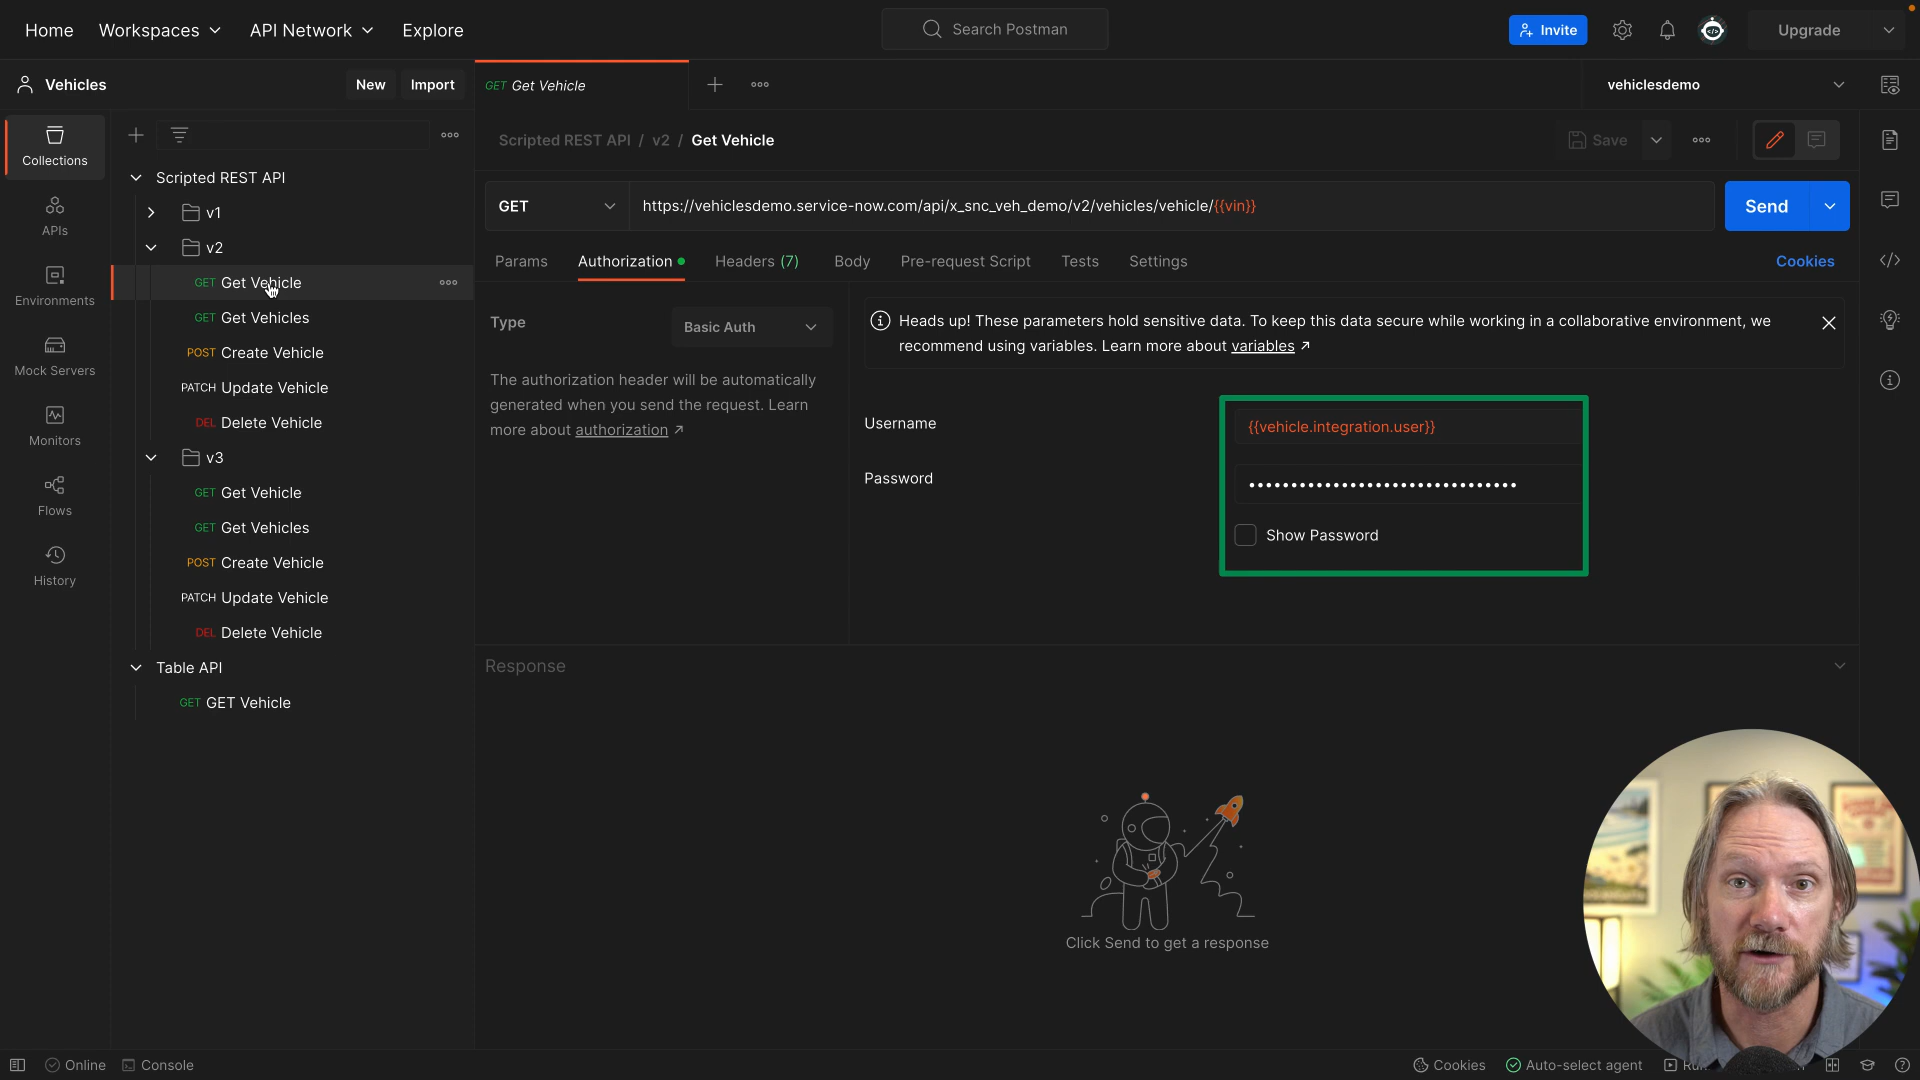 Home
Workspaces
API Network
Explore
Search Postman
Invite
Upgrade
Vehicles
New
Import
GET Get Vehicle
vehiclesdemo
Collections
APIs
Environments
Mock Servers
Monitors
Flows
History
Scripted REST API
v1
v2
GET Get Vehicle
GET Get Vehicles
POST Create Vehicle
PATCH Update Vehicle
DEL Delete Vehicle
v3
GET Get Vehicle
GET Get Vehicles
POST Create Vehicle
PATCH Update Vehicle
DEL Delete Vehicle
Table API
GET GET Vehicle
Scripted REST API / v2 / Get Vehicle
Save
GET
https://vehiclesdemo.service-now.com/api/x_snc_veh_demo/v2/vehicles/vehicle/{{vin}}
Send
Params
Authorization
Headers (7)
Body
Pre-request Script
Tests
Settings
Cookies
Type
Basic Auth
The authorization header will be automatically
generated when you send the request. Learn
more about authorization ↗
Heads up! These parameters hold sensitive data. To keep this data secure while working in a collaborative environment, we
recommend using variables. Learn more about variables ↗
Username
{{vehicle.integration.user}}
Password
••••••••••••••••••••••••••••••••
Show Password
Response
Click Send to get a response
Online
Console
Cookies
Auto-select agent